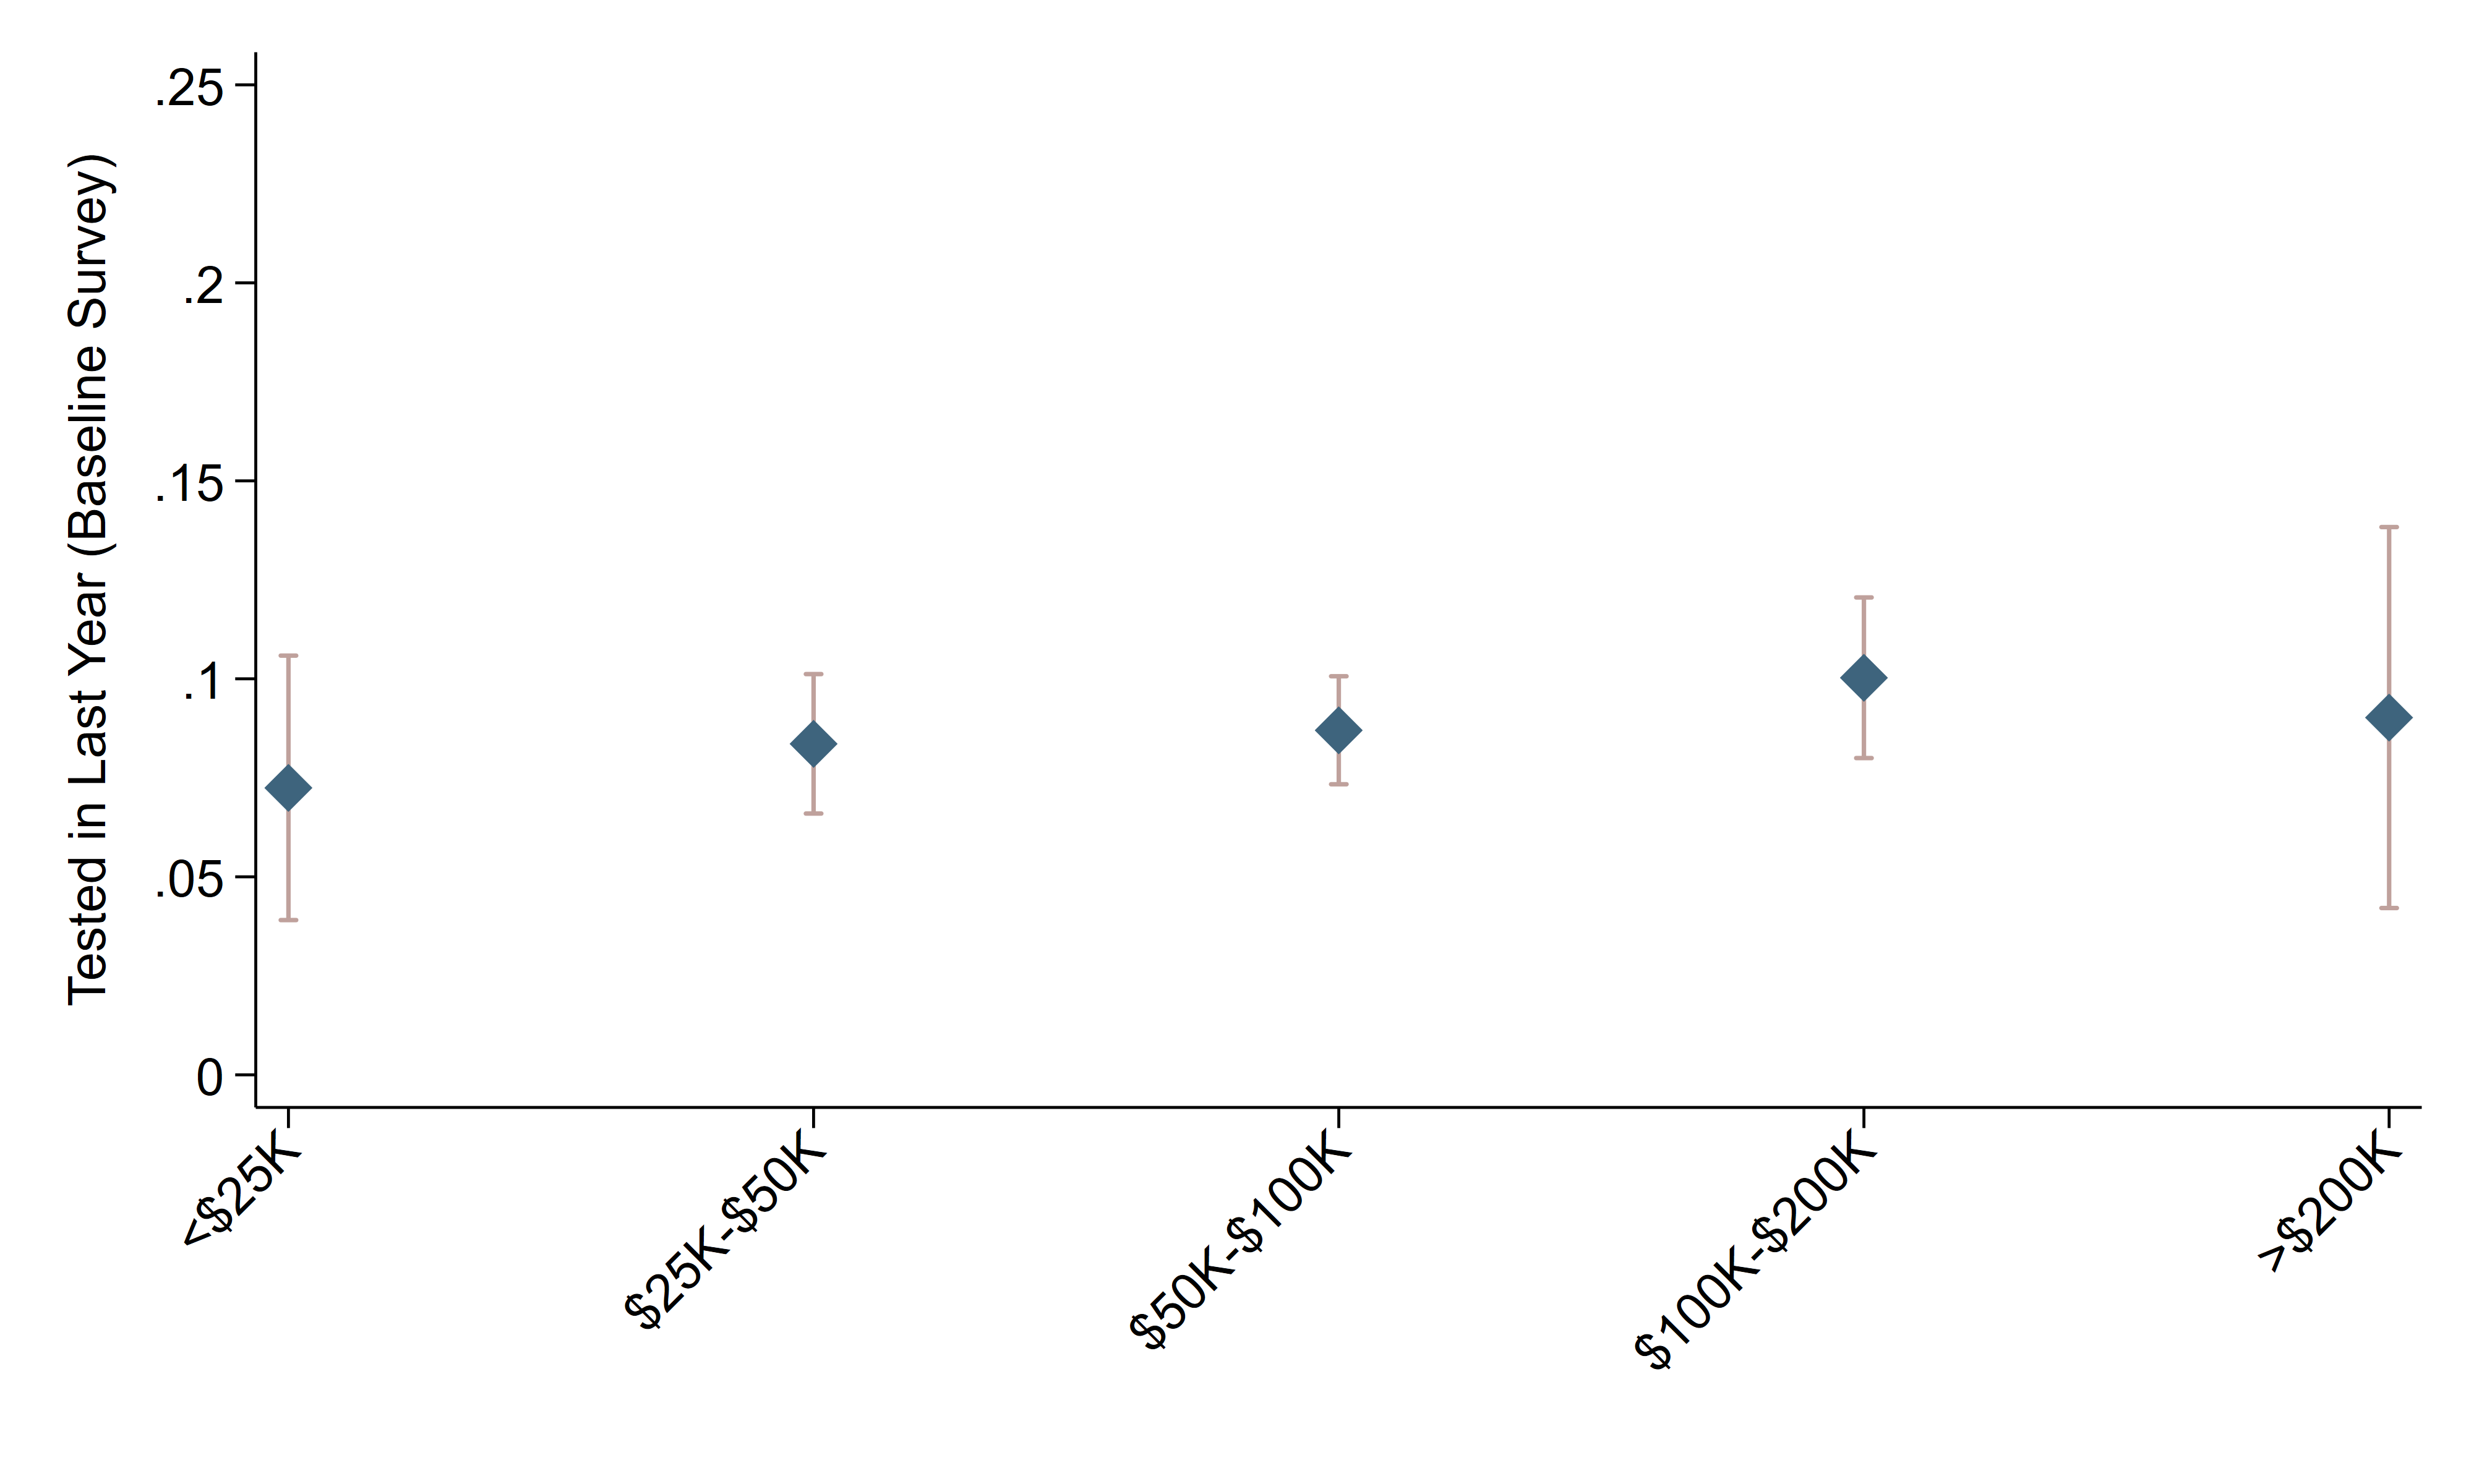 Tested in Last Year (Baseline Survey)
.25
.2
.15
.1
.05
0
<$25K
$25K-$50K
$50K-$100K
$100K-$200K
>$200K